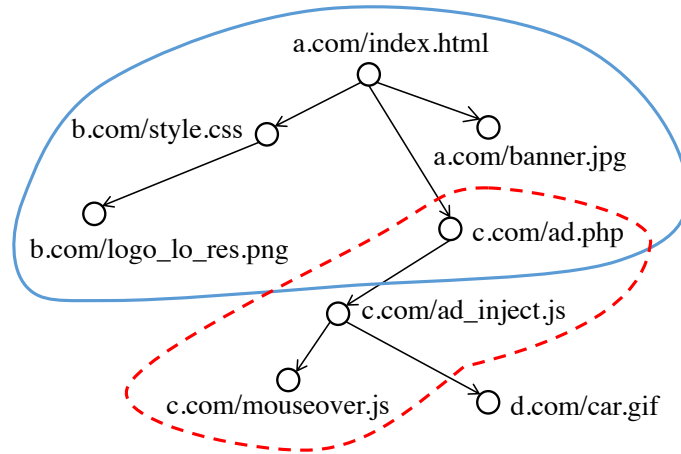 a.com/index.html
b.com/style.css
a.com/banner.jpg
b.com/logo_lo_res.png
c.com/ad.php
c.com/ad_inject.js
c.com/mouseover.js
d.com/car.gif